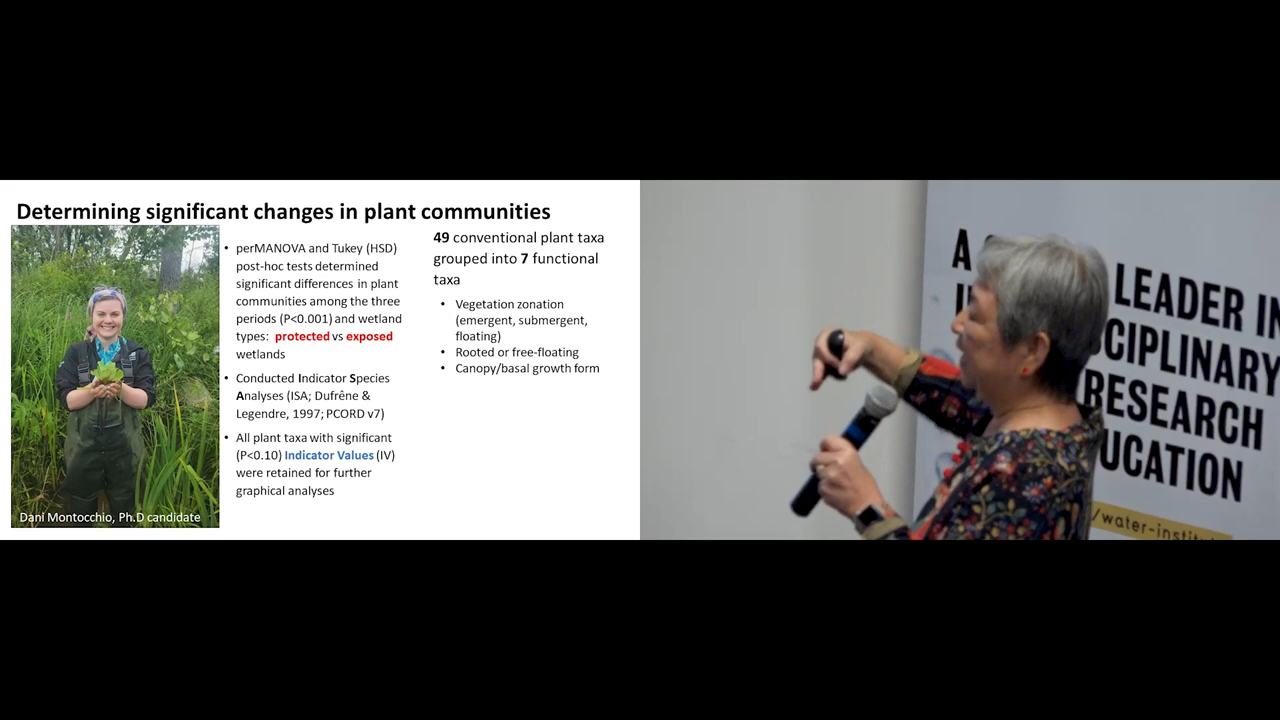 Determining significant changes in plant communities
• perMANOVA and Tukey (HSD)
post-hoc tests determined
significant differences in plant
communities among the three
periods (P<0.001) and wetland
types: protected vs exposed
wetlands
• Conducted Indicator Species
Analyses (ISA; Dufrêne &
Legendre, 1997; PCORD v7)
• All plant taxa with significant
(P<0.10) Indicator Values (IV)
were retained for further
graphical analyses
Dani Montocchio, Ph.D candidate
49 conventional plant taxa
grouped into 7 functional
taxa
• Vegetation zonation
(emergent, submergent,
floating)
• Rooted or free-floating
• Canopy/basal growth form
A LEADER IN
RESEARCH
/water-institu